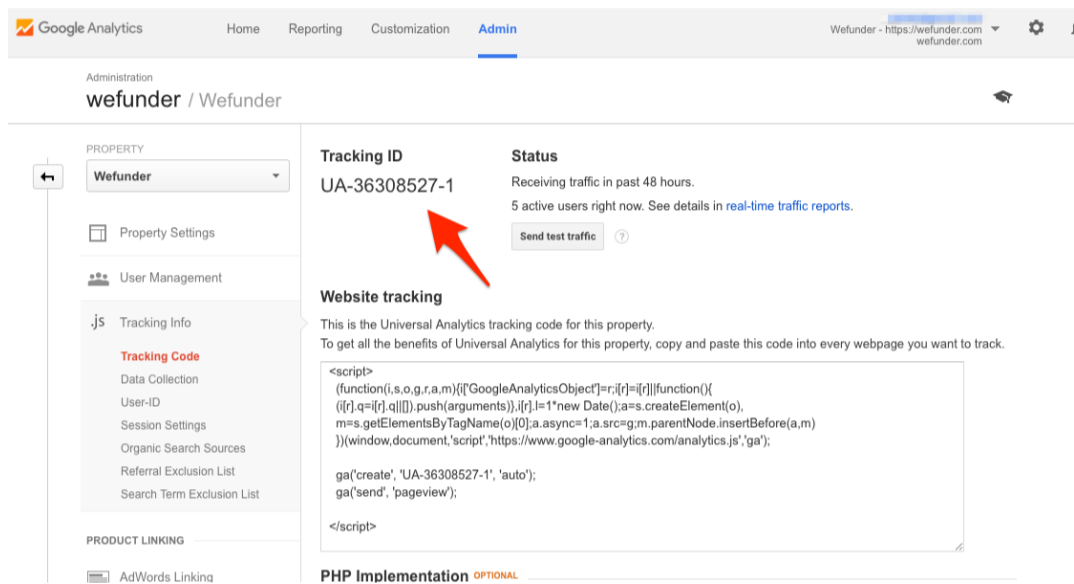 Google Analytics
Home
Reporting
Customization
Admin
Wefunder - https://wefunder.com
wefunder.com
Administration
wefunder / Wefunder
PROPERTY
Wefunder
Property Settings
User Management
.js Tracking Info
Tracking Code
Data Collection
User-ID
Session Settings
Organic Search Sources
Referral Exclusion List
Search Term Exclusion List
PRODUCT LINKING
AdWords Linking
Tracking ID
UA-36308527-1
Status
Receiving traffic in past 48 hours.
5 active users right now. See details in real-time traffic reports.
Send test traffic ?
Website tracking
This is the Universal Analytics tracking code for this property.
To get all the benefits of Universal Analytics for this property, copy and paste this code into every webpage you want to track.
<script>
(function(i,s,o,g,r,a,m){i['GoogleAnalyticsObject']=r;i[r]=i[r]||function(){
(i[r].q=i[r].q||[]).push(arguments)},i[r].l=1*new Date();a=s.createElement(o),
m=s.getElementsByTagName(o)[0];a.async=1;a.src=g;m.parentNode.insertBefore(a,m)
})(window,document,'script','https://www.google-analytics.com/analytics.js','ga');
ga('create', 'UA-36308527-1', 'auto');
ga('send', 'pageview');
</script>
PHP Implementation OPTIONAL